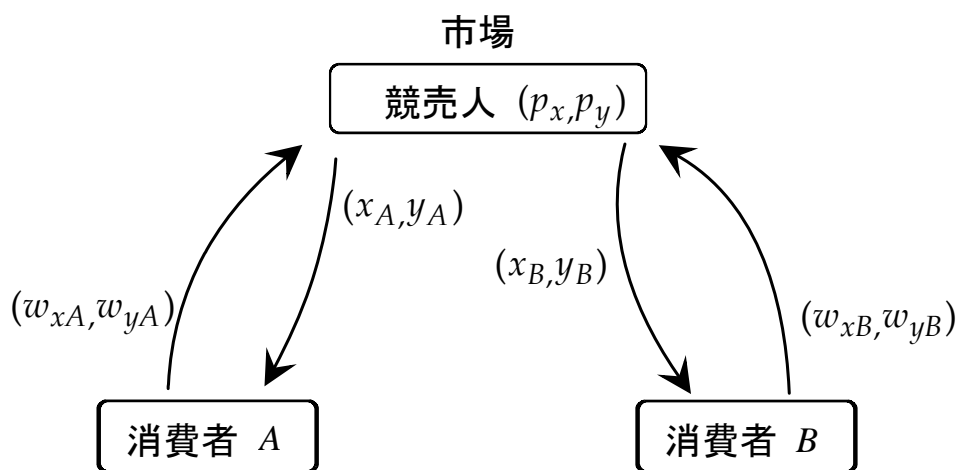 市場
競売人 (p_x,p_y)
(x_A,y_A)
(x_B,y_B)
(w_xA,w_yA)
(w_xB,w_yB)
消費者 A
消費者 B